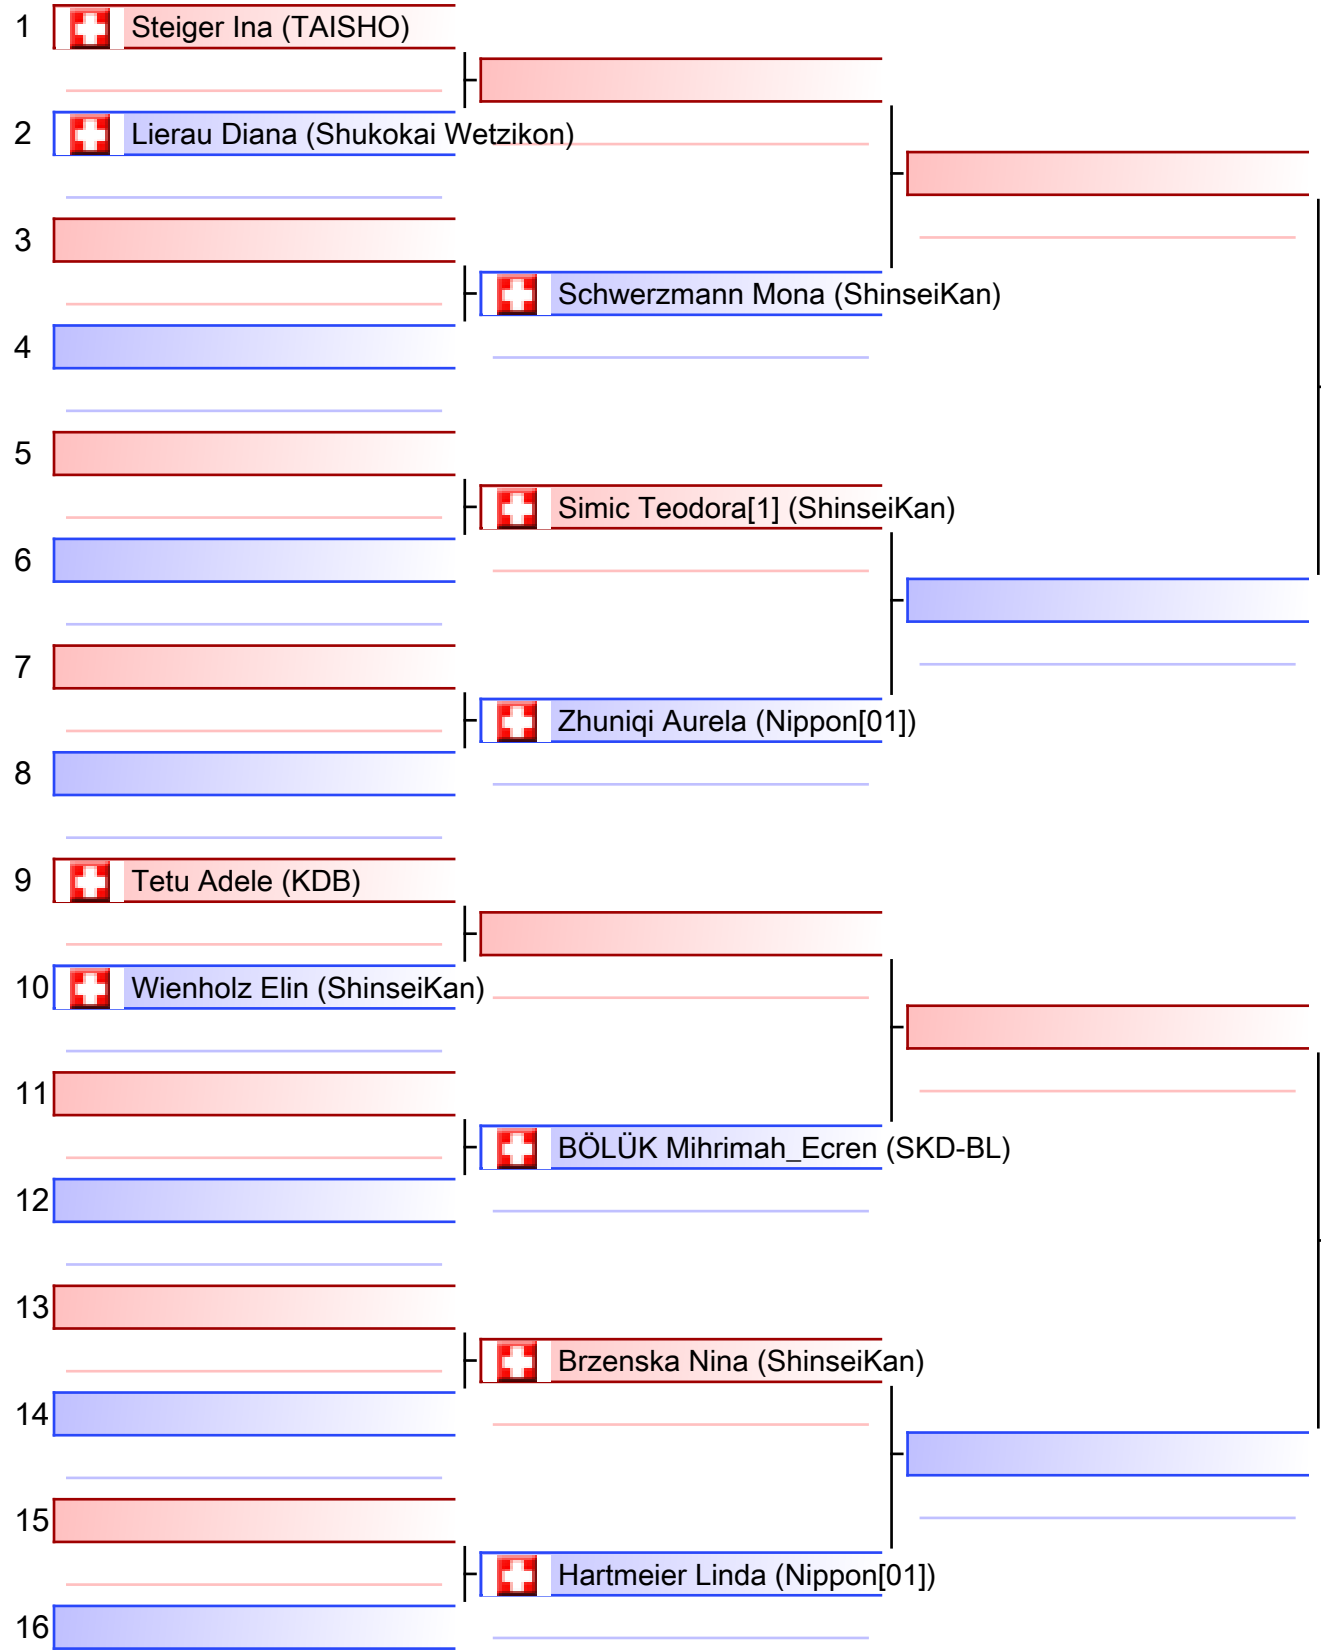 1 Steiger Ina (TAISHO)
2 Lierau Diana (Shukokai Wetzikon)
3
Schwerzmann Mona (ShinseiKan)
4
5
Simic Teodora[1] (ShinseiKan)
6
7
Zhuniqi Aurela (Nippon[01])
8
9 Tetu Adele (KDB)
10 Wienholz Elin (ShinseiKan)
11
BÖLÜK Mihrimah_Ecren (SKD-BL)
12
13
Brzenska Nina (ShinseiKan)
14
15
Hartmeier Linda (Nippon[01])
16